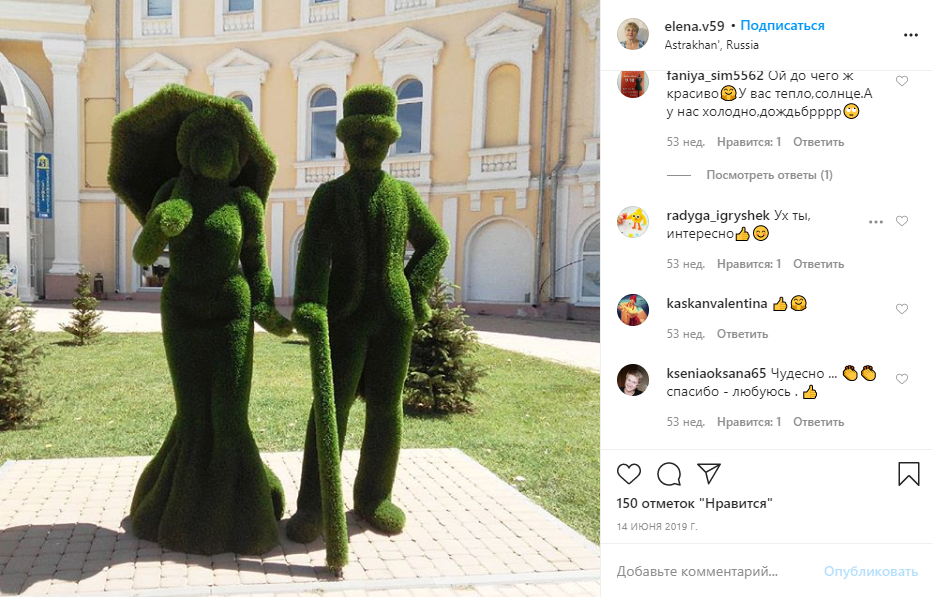 elena.v59 • Подписаться
Astrakhan', Russia
faniya_sim5562 Ой до чего ж
красиво🤗У вас тепло,солнце.А
у нас холодно,дождьбрррр🙄
53 нед. Нравится: 1 Ответить
Посмотреть ответы (1)
radyga_igryshek Ух ты,
интересно👍😊
53 нед. Нравится: 1 Ответить
kaskanvalentina 👍🤗
53 нед. Ответить
kseniaoksana65 Чудесно ... 👏👏
спасибо - любуюсь . 👍
53 нед. Нравится: 1 Ответить
150 отметок "Нравится"
14 ИЮНЯ 2019 Г.
Добавьте комментарий... Опубликовать